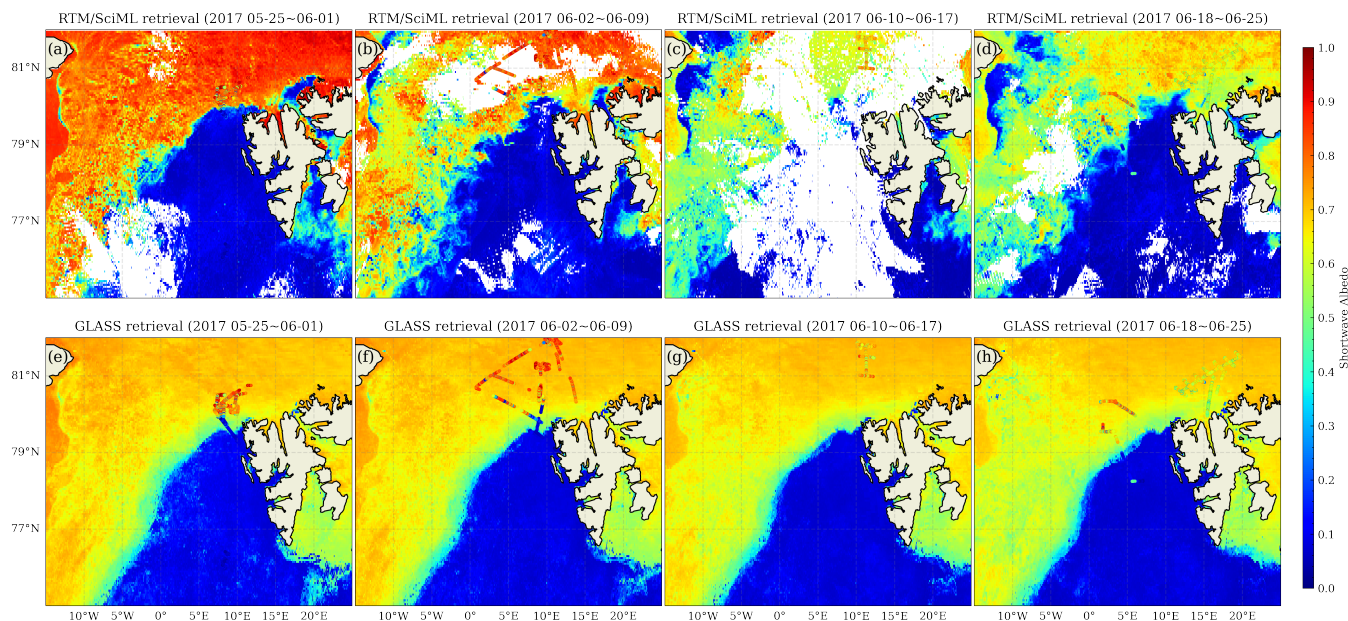 RTM/SciML retrieval (2017 05-25~06-01)
RTM/SciML retrieval (2017 06-02~06-09)
RTM/SciML retrieval (2017 06-10~06-17)
RTM/SciML retrieval (2017 06-18~06-25)
(a)
(b)
(c)
(d)
81°N
79°N
77°N
GLASS retrieval (2017 05-25~06-01)
GLASS retrieval (2017 06-02~06-09)
GLASS retrieval (2017 06-10~06-17)
GLASS retrieval (2017 06-18~06-25)
(e)
(f)
(g)
(h)
81°N
79°N
77°N
10°W 5°W 0° 5°E 10°E 15°E 20°E
10°W 5°W 0° 5°E 10°E 15°E 20°E
10°W 5°W 0° 5°E 10°E 15°E 20°E
10°W 5°W 0° 5°E 10°E 15°E 20°E
1.0
0.9
0.8
0.7
0.6
0.5
0.4
0.3
0.2
0.1
0.0
Shortwave Albedo